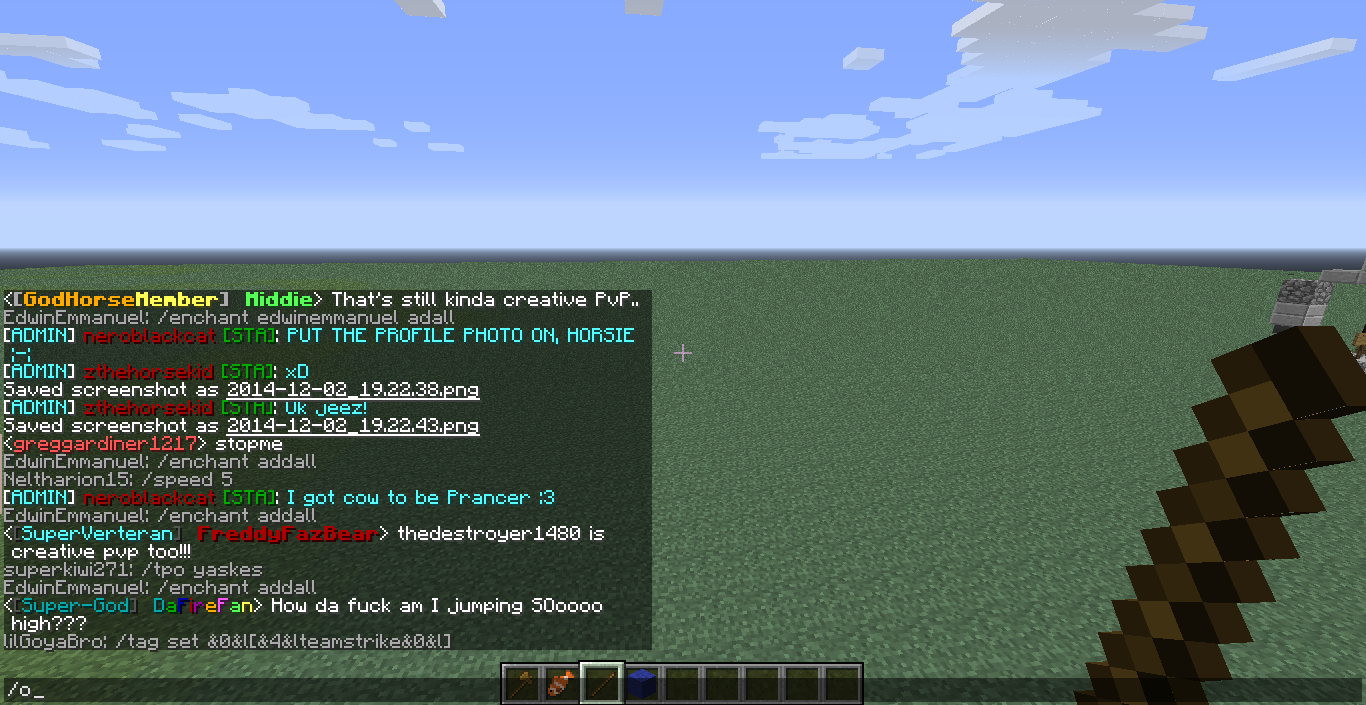 <[GodHorseMember] Middie> That's still kinda creative PvP..
EdwinEmmanuel: /enchant edwinemmanuel adall
[ADMIN] neroblackcat [STA]: PUT THE PROFILE PHOTO ON, HORSIE
;-;
[ADMIN] zthehorsekid [STA]: xD
Saved screenshot as 2014-12-02_19.22.38.png
[ADMIN] zthehorsekid [STA]: Uk jeez!
Saved screenshot as 2014-12-02_19.22.43.png
<greggardiner1217> stopme
EdwinEmmanuel: /enchant addall
Neltharion15: /speed 5
[ADMIN] neroblackcat [STA]: I got cow to be Prancer :3
EdwinEmmanuel: /enchant addall
<[SuperVerteran] FreddyFazBear> thedestroyer1480 is
creative pvp too!!!
superkiwi271: /tpo yaskes
EdwinEmmanuel: /enchant addall
<[Super-God] DaFireFan> How da fuck am I jumping SOoooo
high???
lilGoyaBro: /tag set &0&l[&4&lteamstrike&0&l]
/o_